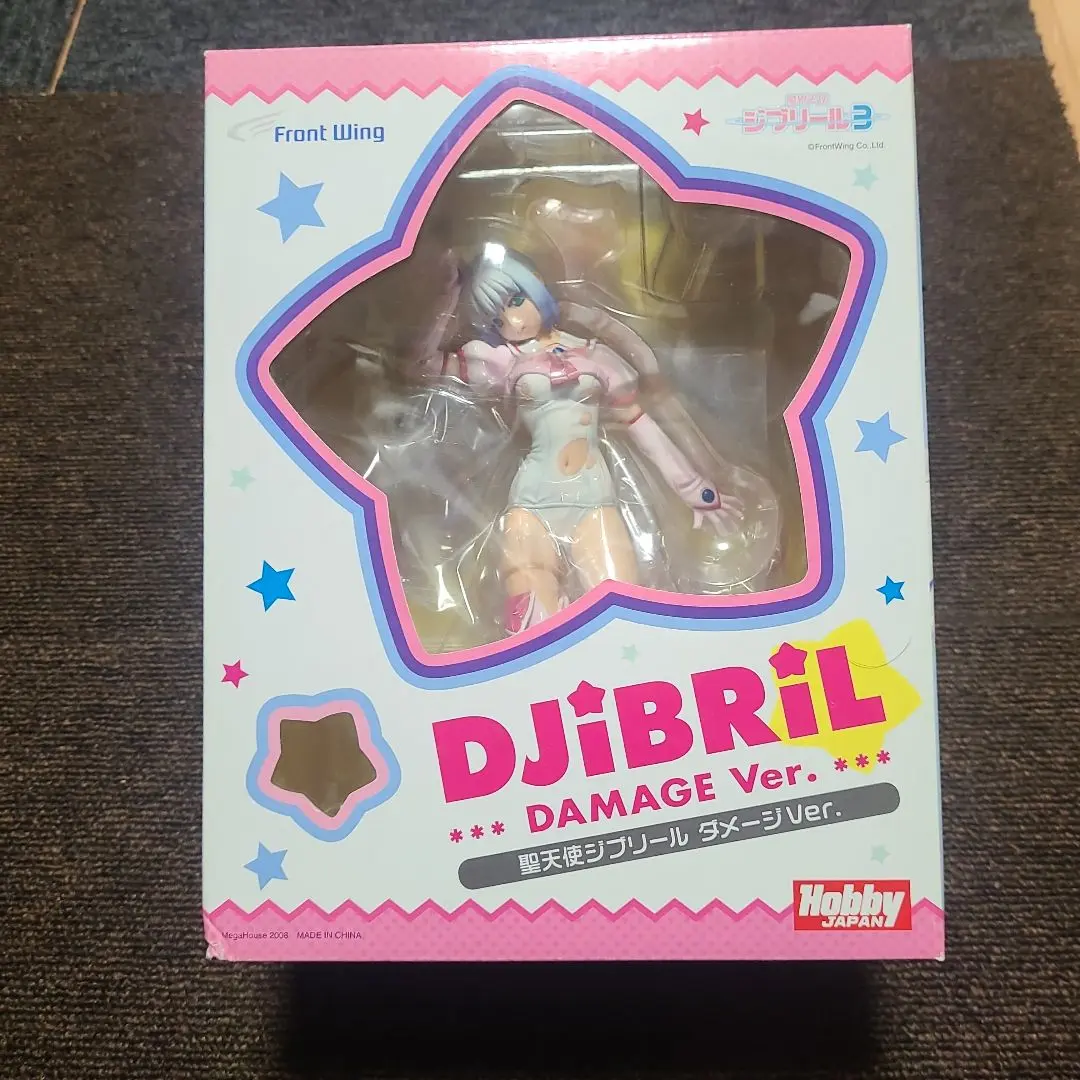 Front Wing
ジブリール3
©FrontWing Co.,Ltd
DJiBRiL
*** DAMAGE Ver. ***
聖天使ジブリール ダメージVer.
Hobby
JAPAN
MegaHouse 2008 MADE IN CHINA